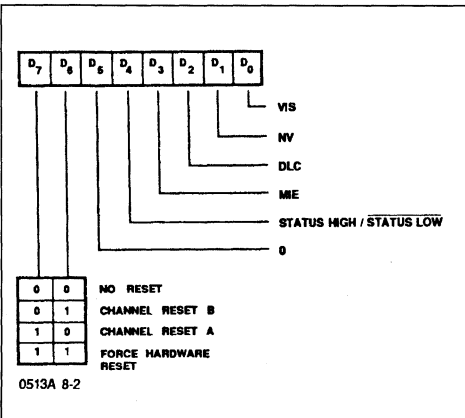 D7 D6 D5 D4 D3 D2 D1 D0
VIS
NV
DLC
MIE
STATUS HIGH / STATUS LOW
0
0 0 NO RESET
0 1 CHANNEL RESET B
1 0 CHANNEL RESET A
1 1 FORCE HARDWARE
RESET
0513A 8-2